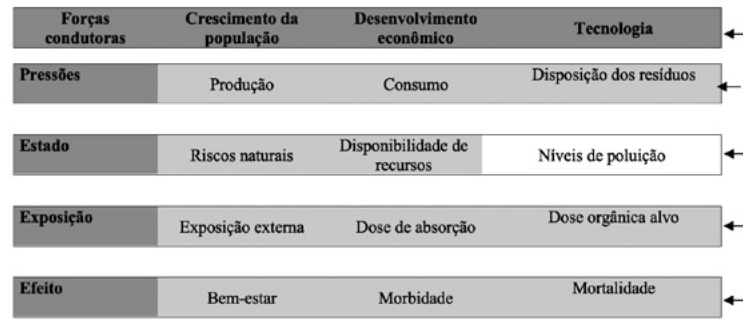 Forças condutoras
Crescimento da população
Desenvolvimento econômico
Tecnologia
Pressões
Produção
Consumo
Disposição dos resíduos
Estado
Riscos naturais
Disponibilidade de recursos
Níveis de poluição
Exposição
Exposição externa
Dose de absorção
Dose orgânica alvo
Efeito
Bem-estar
Morbidade
Mortalidade